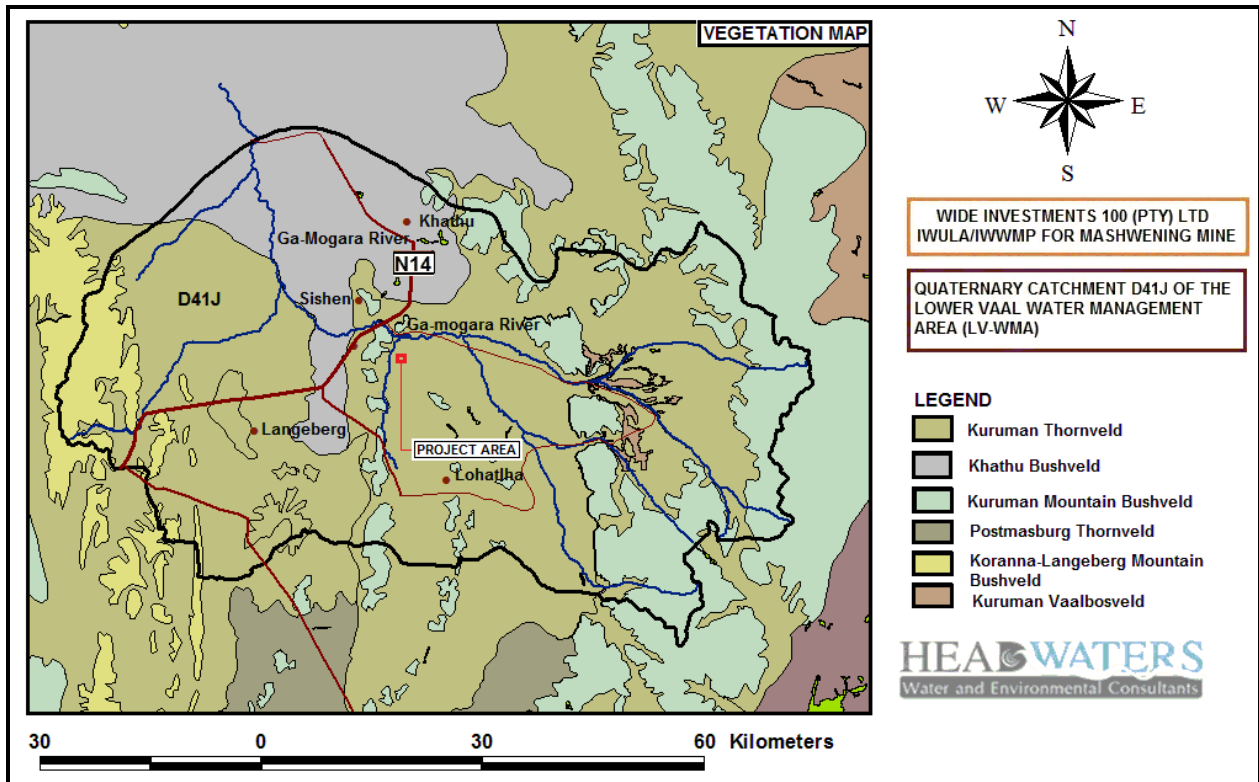 VEGETATION MAP
N
W
E
S
Khathu
Ga-Mogara River
N14
D41J
Sishen
Ga-mogara River
Langeberg
PROJECT AREA
Lohatlha
WIDE INVESTMENTS 100 (PTY) LTD
IWULA/IWWMP FOR MASHWENING MINE
QUATERNARY CATCHMENT D41J OF THE
LOWER VAAL WATER MANAGEMENT
AREA (LV-WMA)
LEGEND
Kuruman Thornveld
Khathu Bushveld
Kuruman Mountain Bushveld
Postmasburg Thornveld
Koranna-Langeberg Mountain
Bushveld
Kuruman Vaalbosveld
HEADWATERS
Water and Environmental Consultants
30 0 30 60 Kilometers